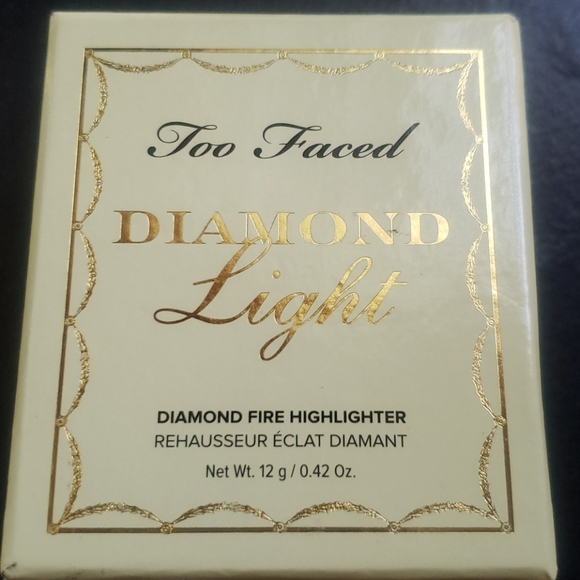 Too Faced
DIAMOND
Light
DIAMOND FIRE HIGHLIGHTER
REHAUSSEUR ÉCLAT DIAMANT
Net Wt. 12 g / 0.42 Oz.